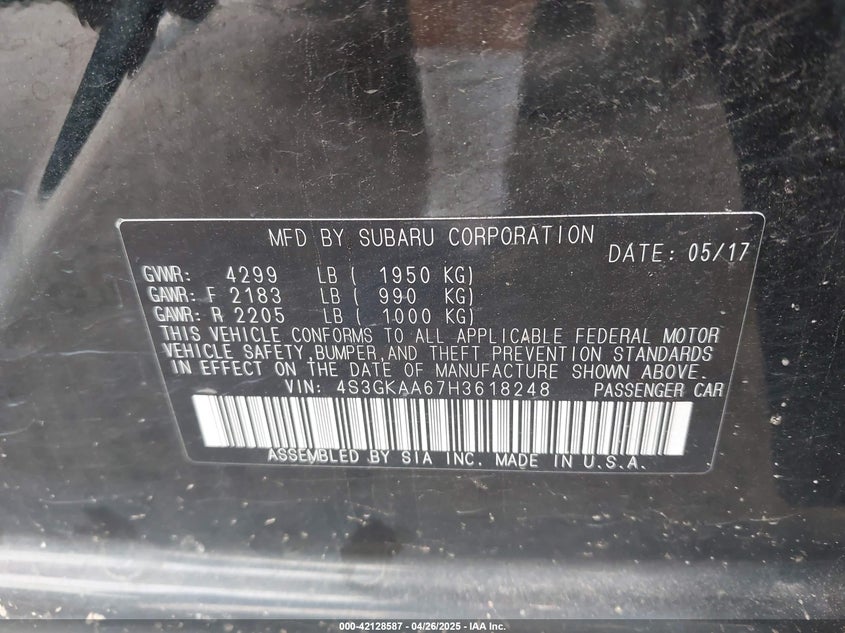 MFD BY SUBARU CORPORATION DATE: 05/17
GVWR: 4299 LB ( 1950 KG)
GAWR: F 2183 LB ( 990 KG)
GAWR: R 2205 LB ( 1000 KG)
THIS VEHICLE CONFORMS TO ALL APPLICABLE FEDERAL MOTOR
VEHICLE SAFETY, BUMPER, AND THEFT PREVENTION STANDARDS
IN EFFECT ON THE DATE OF MANUFACTURE SHOWN ABOVE.
VIN: 4S3GKAA67H3618248 PASSENGER CAR
ASSEMBLED BY SIA INC. MADE IN U.S.A.
000-42128587 - 04/26/2025 - IAA Inc.